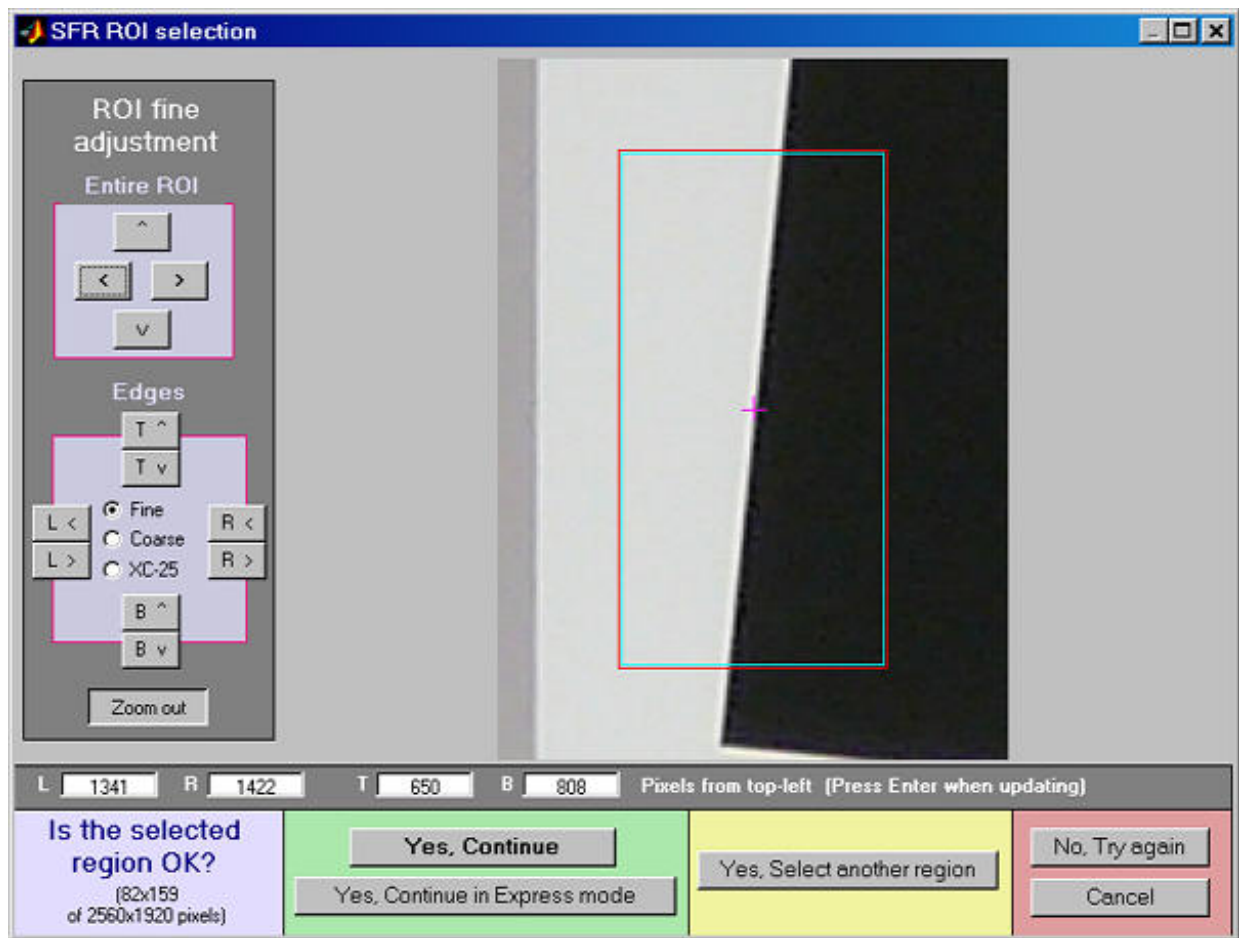 SFR ROI selection
ROI fine
adjustment
Entire ROI
^
< >
v
Edges
T ^
T v
L <
L >
Fine
Coarse
XC-25
R <
R >
B ^
B v
Zoom out
L 1341 R 1422 T 650 B 808 Pixels from top-left (Press Enter when updating)
Is the selected
region OK?
(82x159
of 2560x1920 pixels)
Yes, Continue
Yes, Continue in Express mode
Yes, Select another region
No, Try again
Cancel